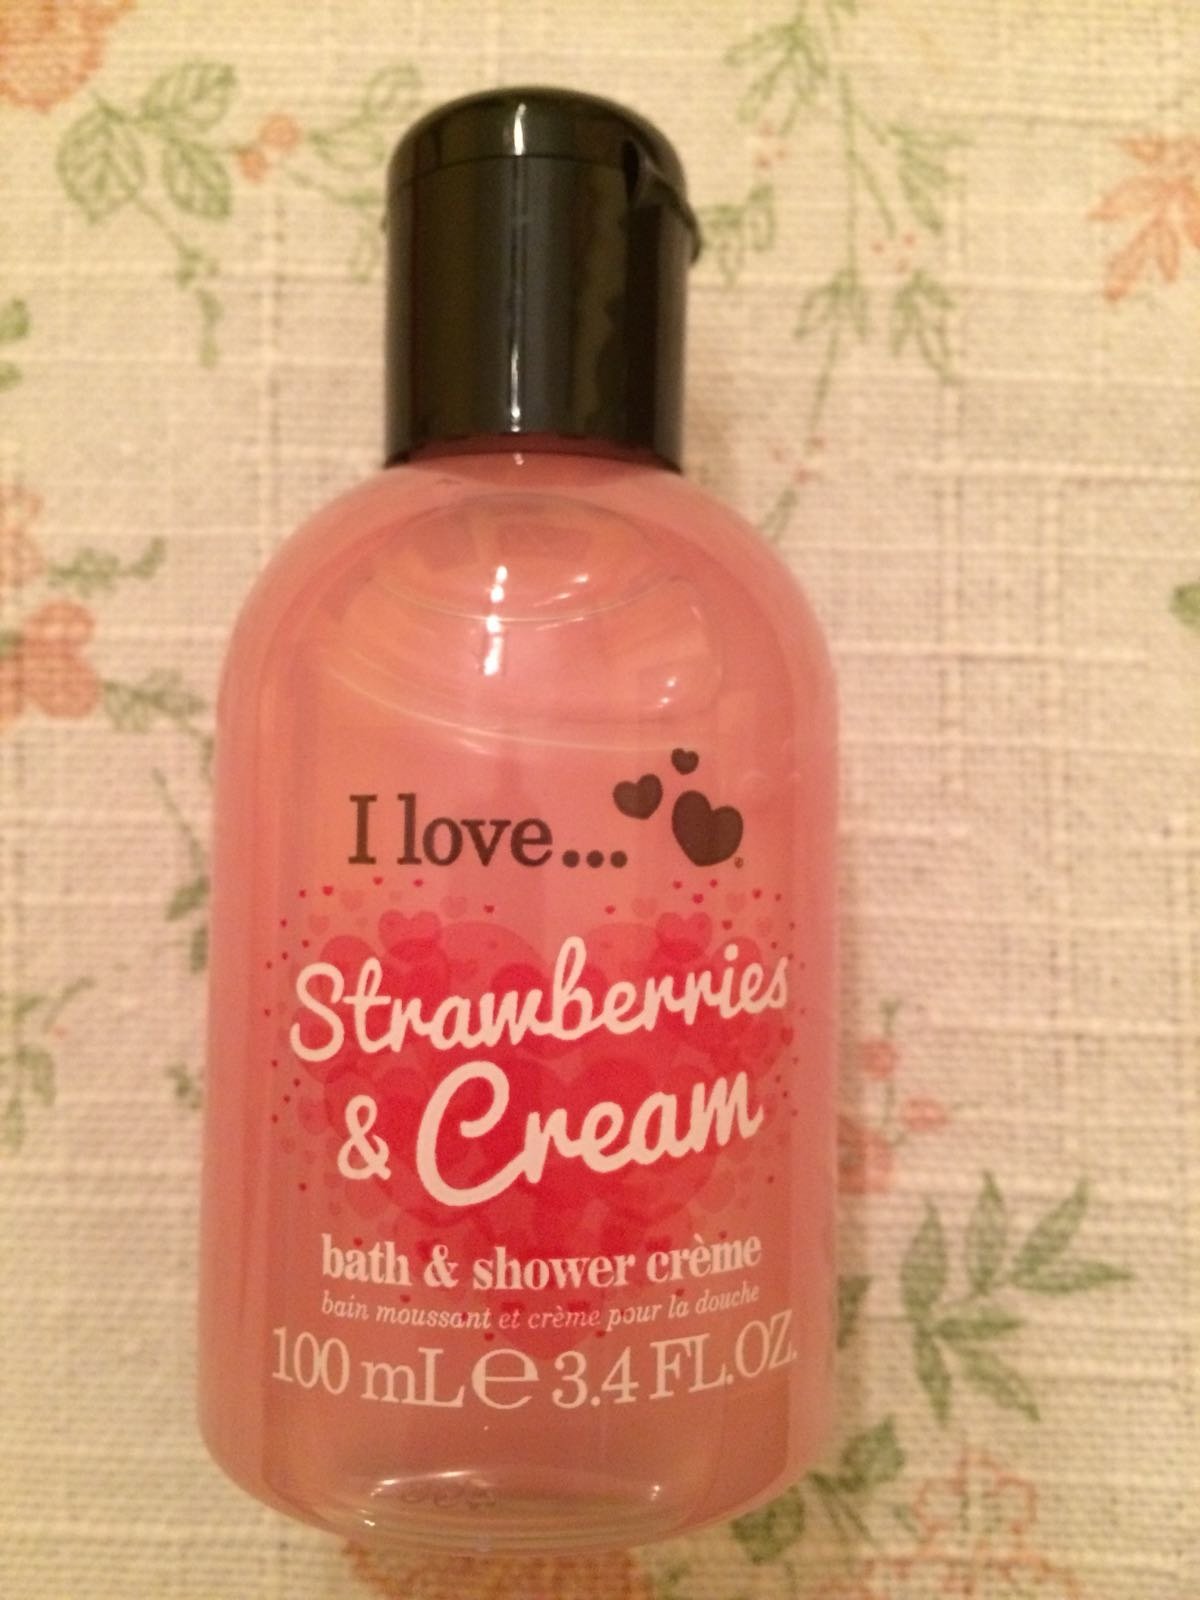 I love...
Strawberries
& Cream
bath & shower crème
bain moussant et crème pour la douche
100 mL e 3.4 FL.OZ.